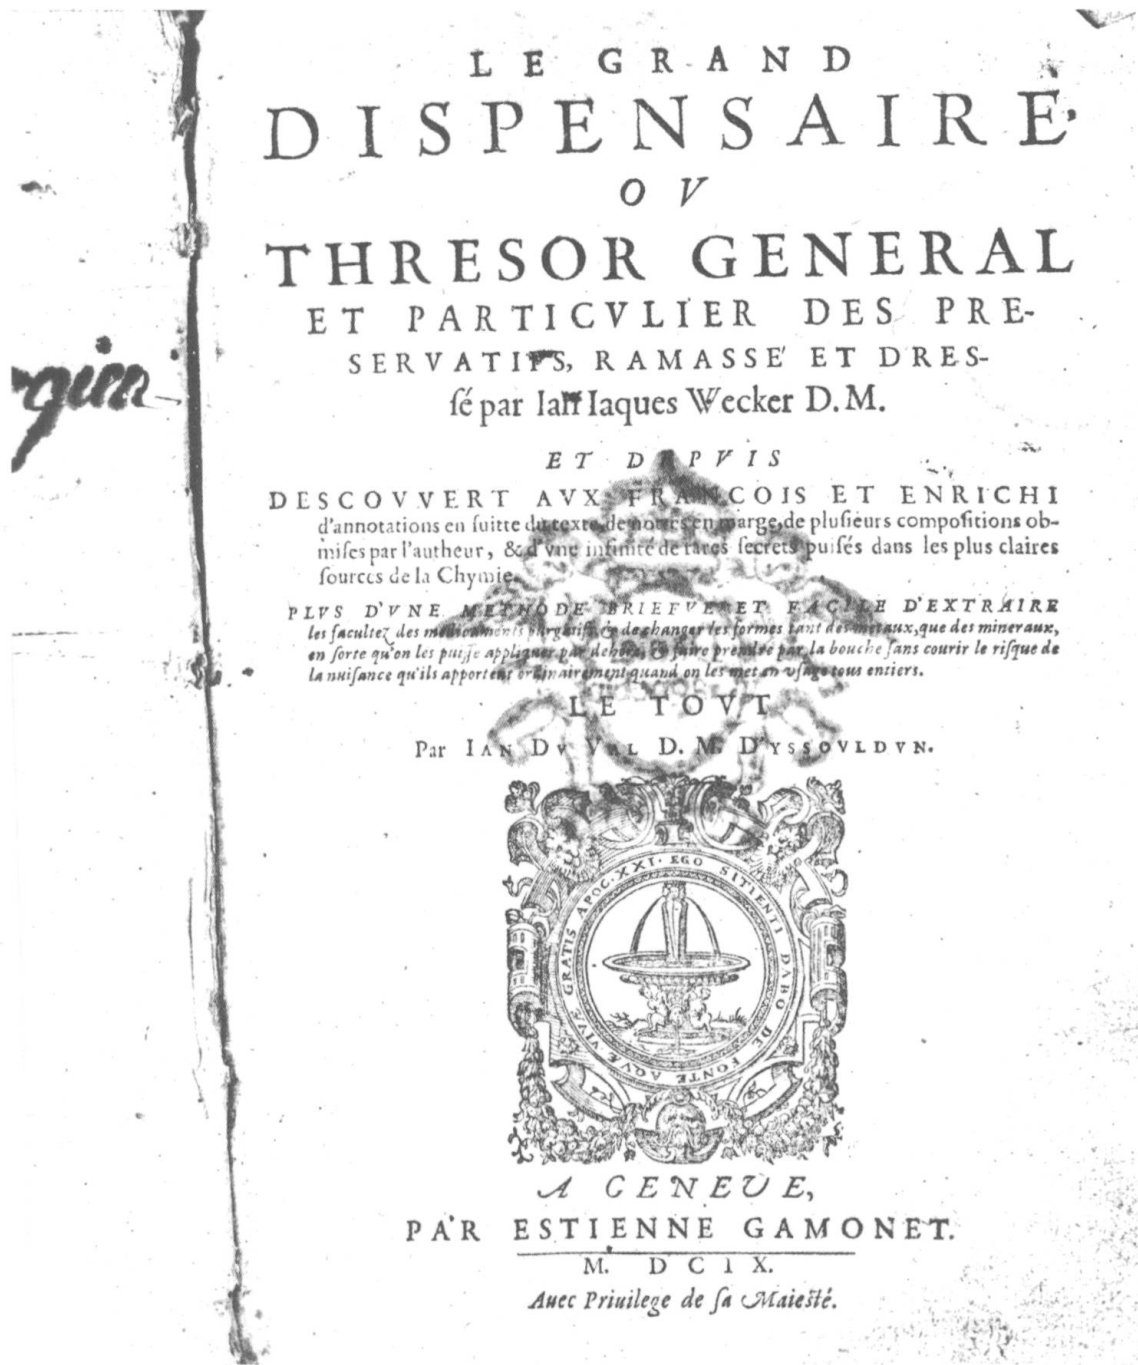 LE GRAND
DISPENSAIRE,
OV
THRESOR GENERAL
ET PARTICVLIER DES PRE-
SERVATIFS, RAMASSE' ET DRES-
sé par Ian Iaques Wecker D. M.
ET DEPVIS
DESCOVVERT AVX FRANCOIS ET ENRICHI
d'annotations en suitte du texte, de nottes en marge, de plusieurs compositions ob-
mises par l'autheur, & d'vne infinité de rares secrets puisés dans les plus claires
sources de la Chymie.
PLVS D'VNE METHODE BRIEFVE ET FACILE D'EXTRAIRE
les facultez des medicaments purgatifs, & de changer les formes tant des metaux, que des mineraux,
en sorte qu'on les puisse appliquer par dehors, & faire prendre par la bouche sans courir le risque de
la nuisance qu'ils apportent ordinairement quand on les met en vsage tous entiers.
LE TOVT
Par IAN DV VAL D. M. D'YSSOVLDVN.
APOC. XXI. EGO SITIENTI DABO DE FONTE AQVÆ VIVÆ GRATIS
A GENEVE,
PAR ESTIENNE GAMONET.
M. DCIX.
Auec Priuilege de sa Maiesté.